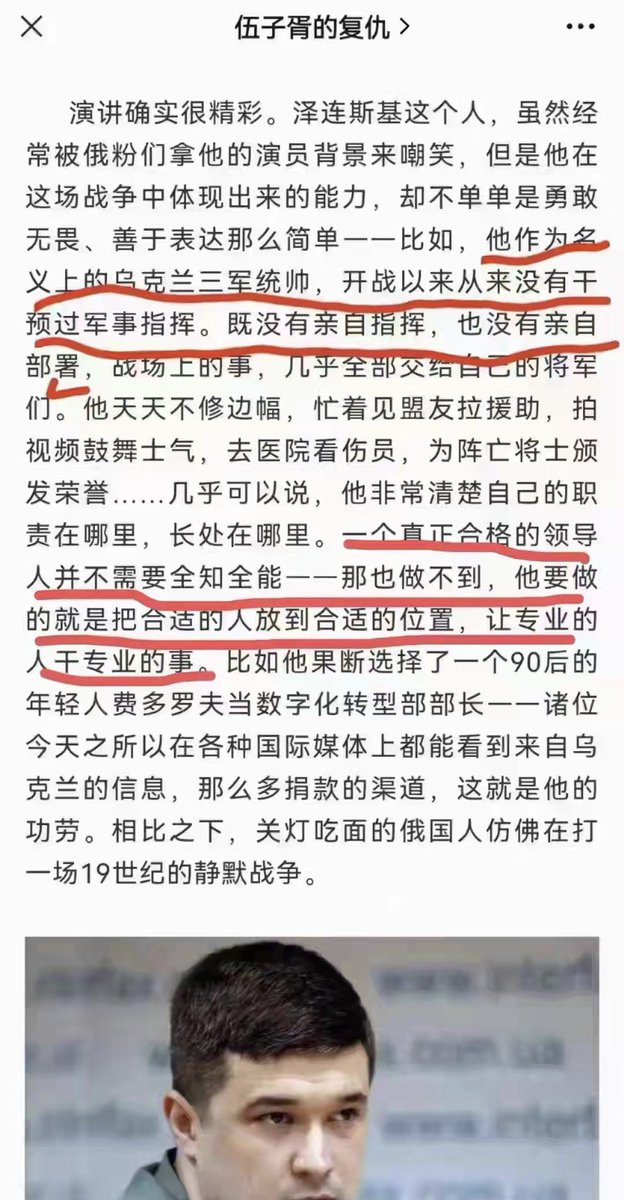 伍子胥的复仇
演讲确实很精彩。泽连斯基这个人，虽然经
常被俄粉们拿他的演员背景来嘲笑，但是他在
这场战争中体现出来的能力，却不单单是勇敢
无畏、善于表达那么简单——比如，他作为名
义上的乌克兰三军统帅，开战以来从来没有干
预过军事指挥。既没有亲自指挥，也没有亲自
部署，战场上的事，几乎全部交给自己的将军
们。他天天不修边幅，忙着见盟友拉援助，拍
视频鼓舞士气，去医院看伤员，为阵亡将士颁
发荣誉……几乎可以说，他非常清楚自己的职
责在哪里，长处在哪里。一个真正合格的领导
人并不需要全知全能——那也做不到，他要做
的就是把合适的人放到合适的位置，让专业的
人干专业的事。比如他果断选择了一个90后的
年轻人费多罗夫当数字化转型部部长——诸位
今天之所以在各种国际媒体上都能看到来自乌
克兰的信息，那么多捐款的渠道，这就是他的
功劳。相比之下，关灯吃面的俄国人仿佛在打
一场19世纪的静默战争。